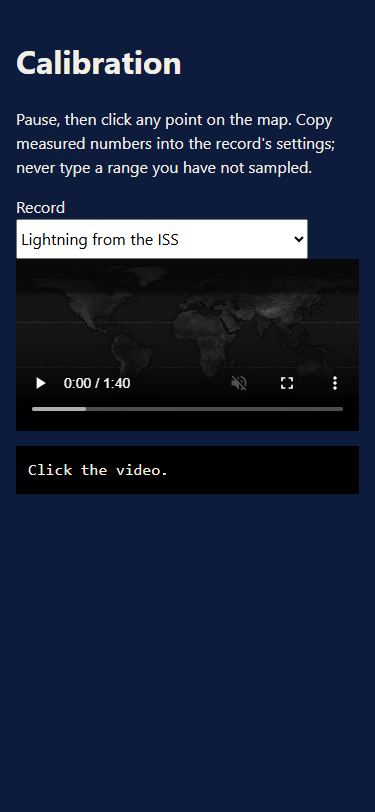 Calibration
Pause, then click any point on the map. Copy
measured numbers into the record's settings;
never type a range you have not sampled.
Record
Lightning from the ISS
0:00 / 1:40
Click the video.